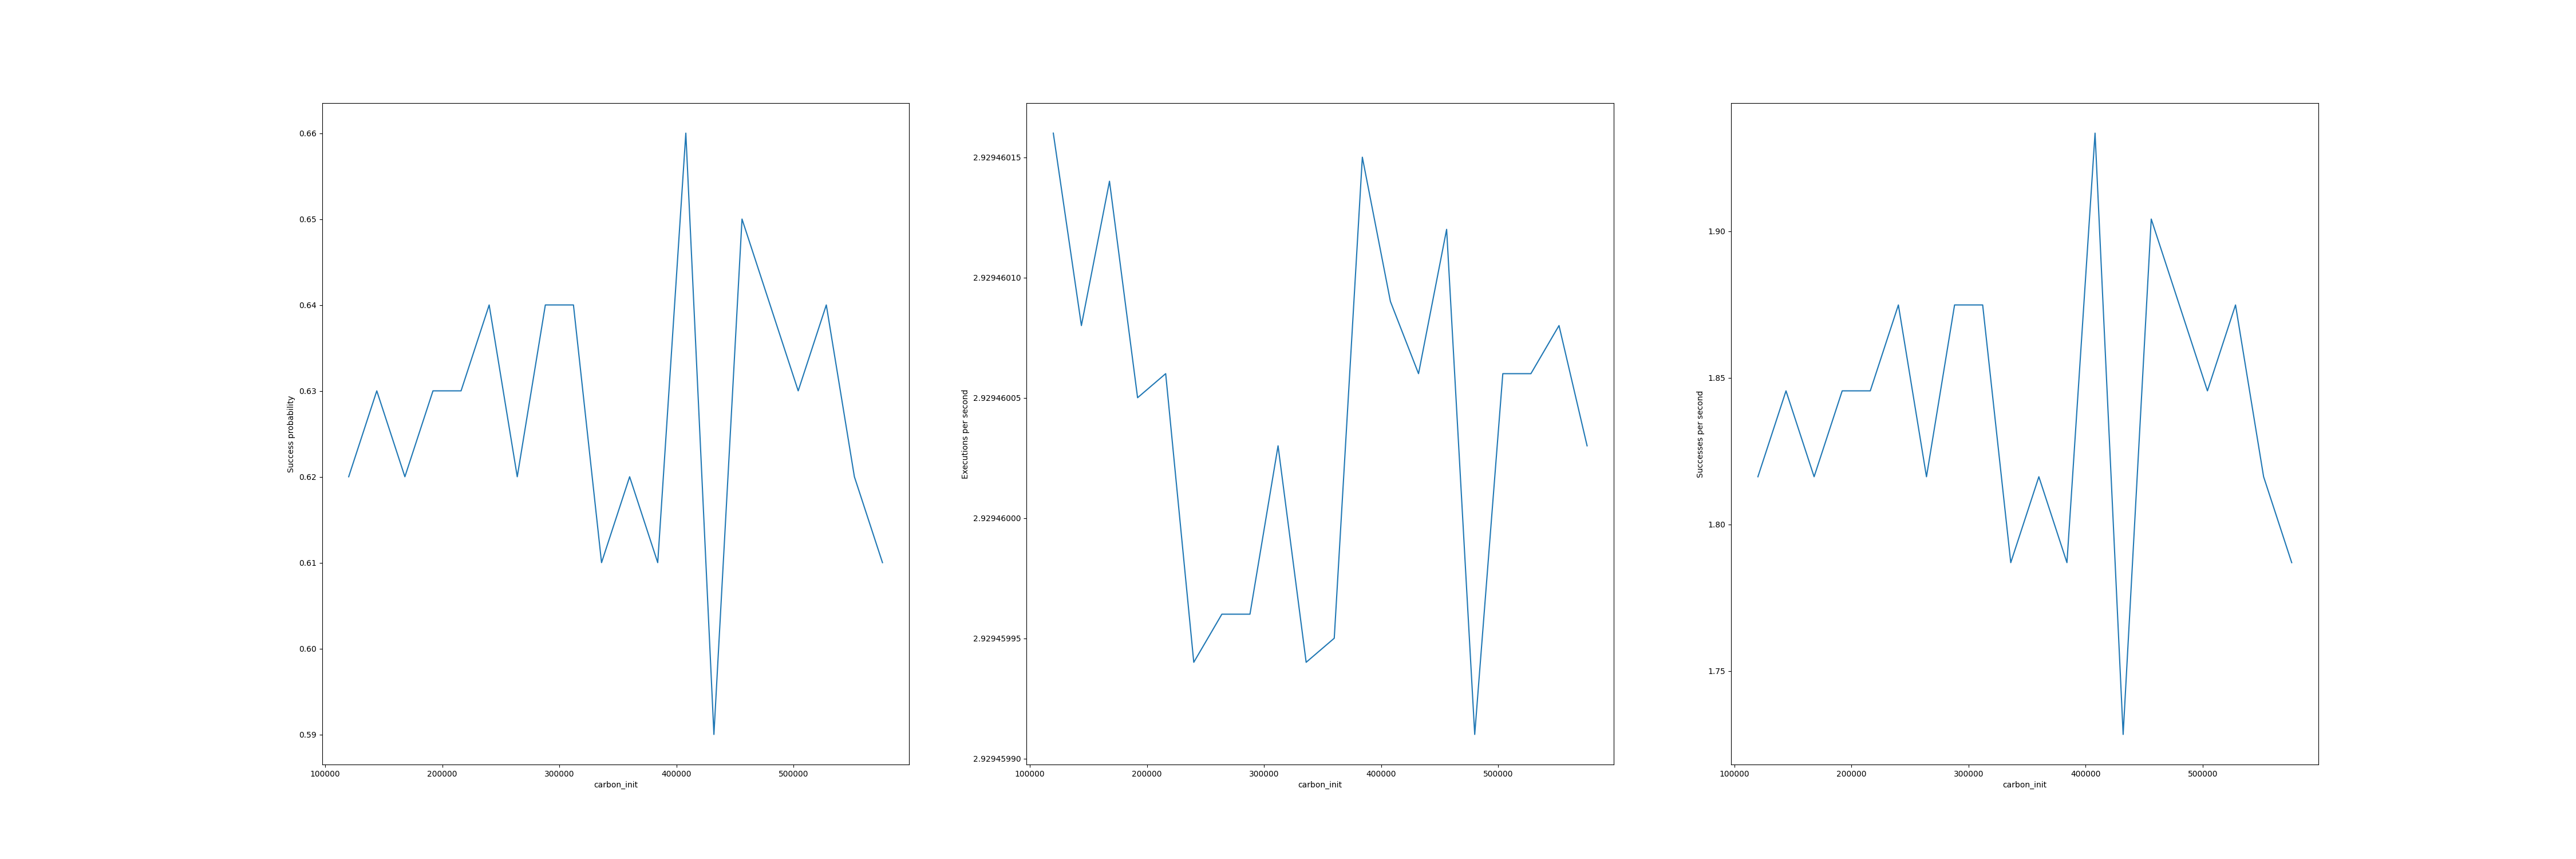 0.66
0.65
0.64
0.63
0.62
0.61
0.60
0.59
Success probability
100000 200000 300000 400000 500000
carbon_init
2.92946015
2.92946010
2.92946005
2.92946000
2.92945995
2.92945990
Executions per second
100000 200000 300000 400000 500000
carbon_init
1.90
1.85
1.80
1.75
Successes per second
100000 200000 300000 400000 500000
carbon_init